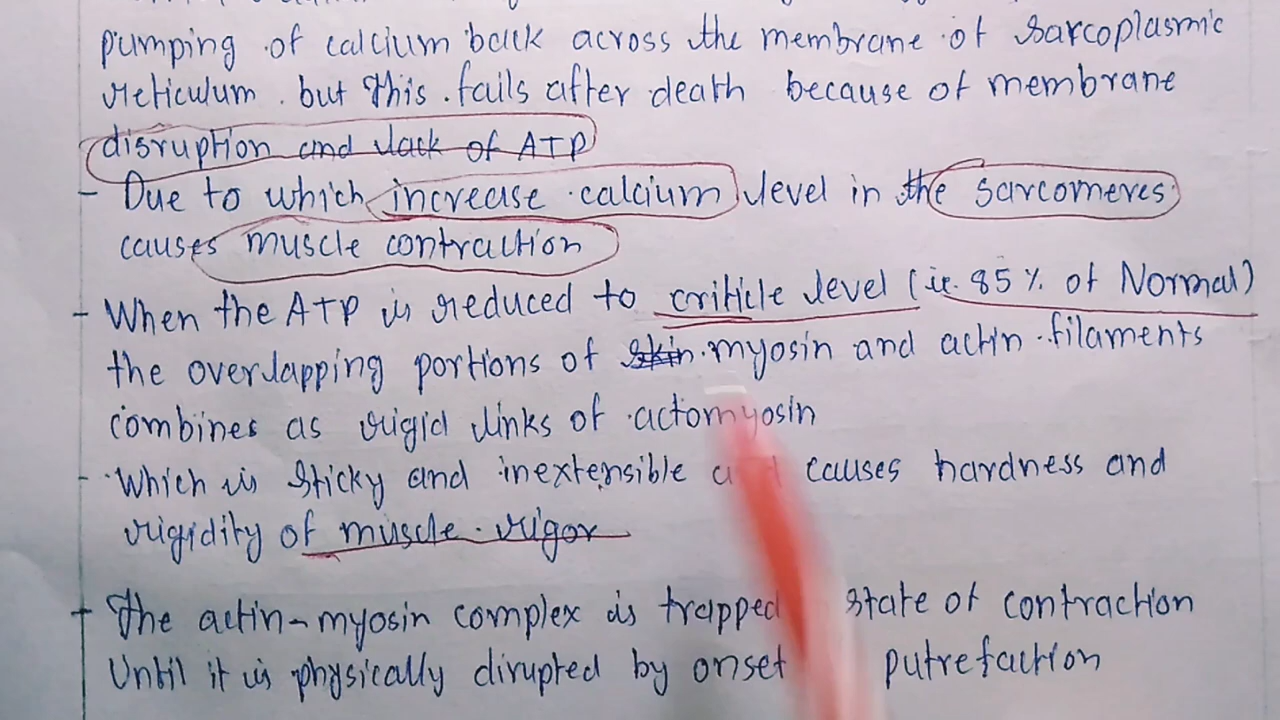 pumping of calcium back across the membrane of sarcoplasmic
reticulum. but this fails after death because of membrane
disruption and lack of ATP
- Due to which increase calcium level in the sarcomeres
causes muscle contraction
- When the ATP is reduced to criticle level (ie. 85% of Normal)
the overlapping portions of skin myosin and actin filaments
combines as rigid links of actomyosin
- Which is sticky and inextensible causes hardness and
rigidity of muscle rigor
- The actin-myosin complex is trapped state of contraction
Until it is physically dirupted by onset putrefaction